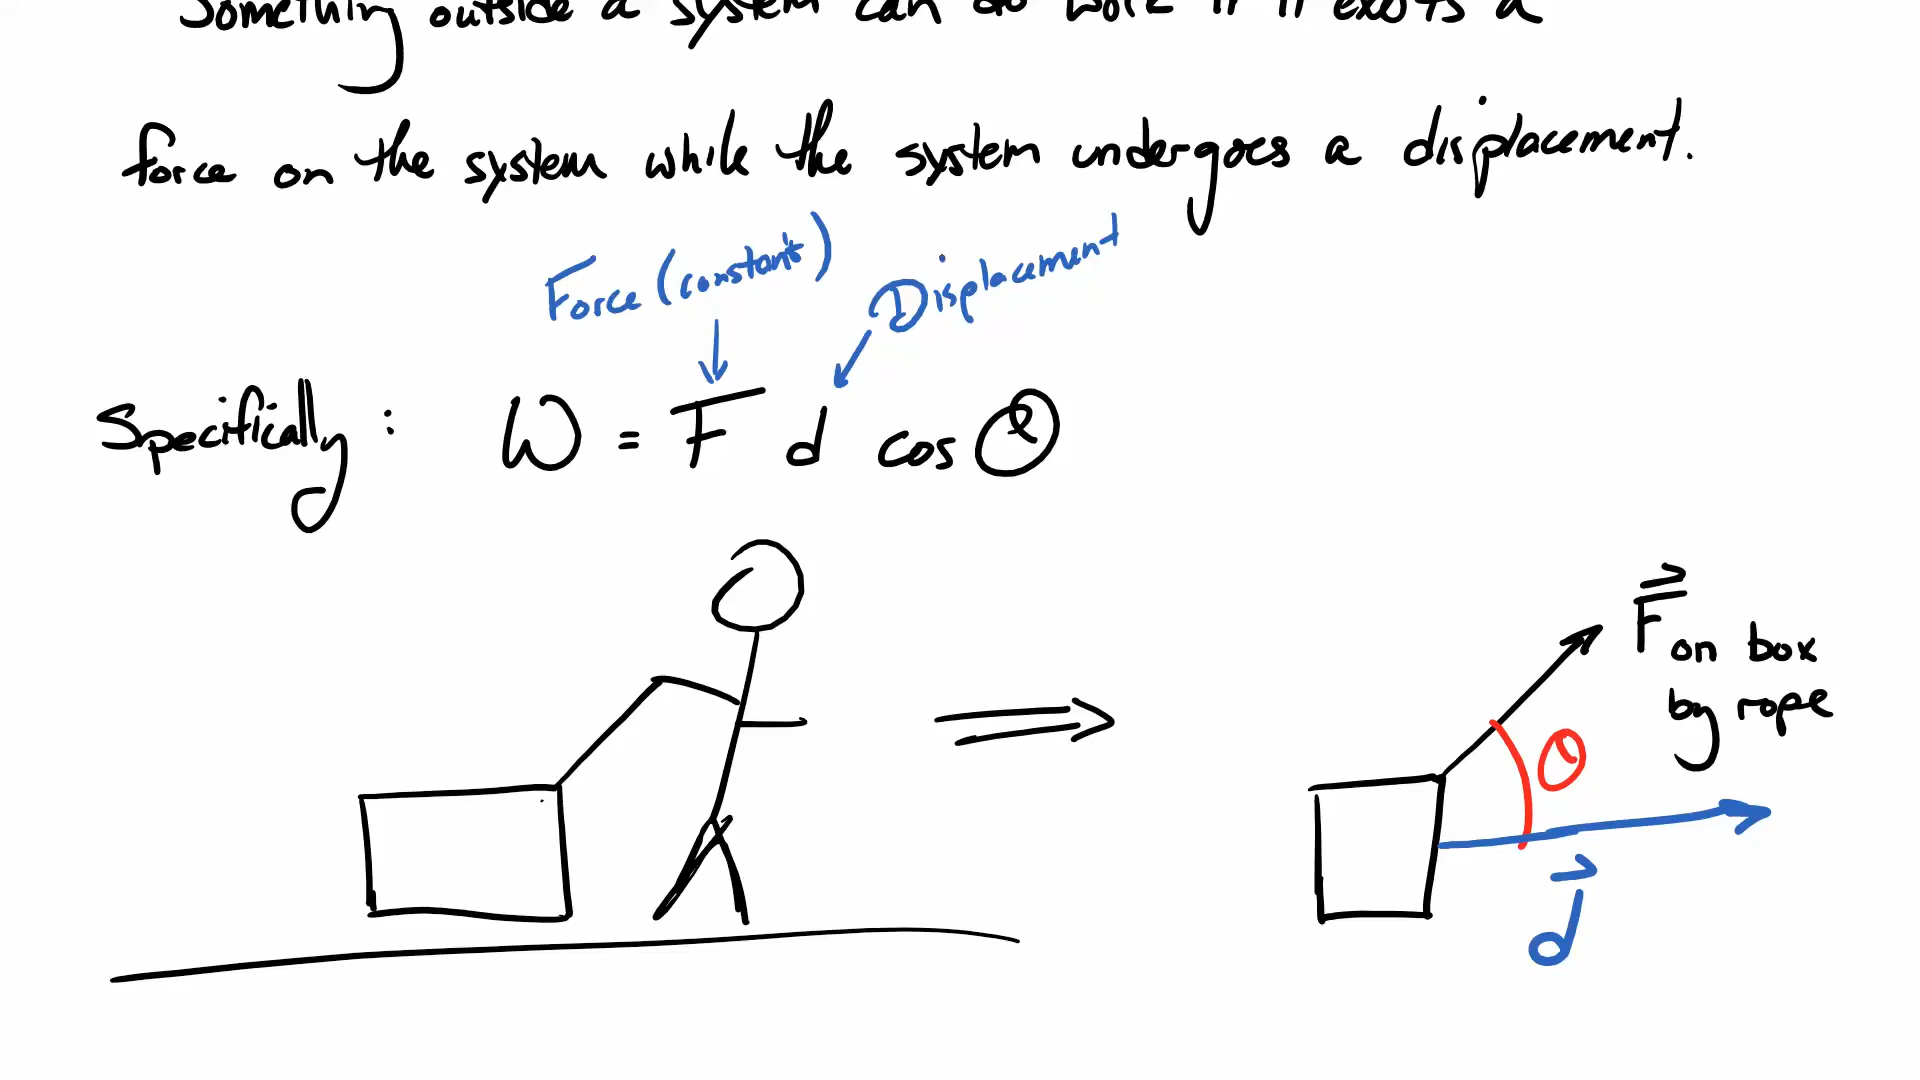 Something outside a system can do work if it exerts a
force on the system while the system undergoes a displacement.
Force (constant)
Displacement
Specifically: W = F d cos θ
F on box
by rope
θ
d